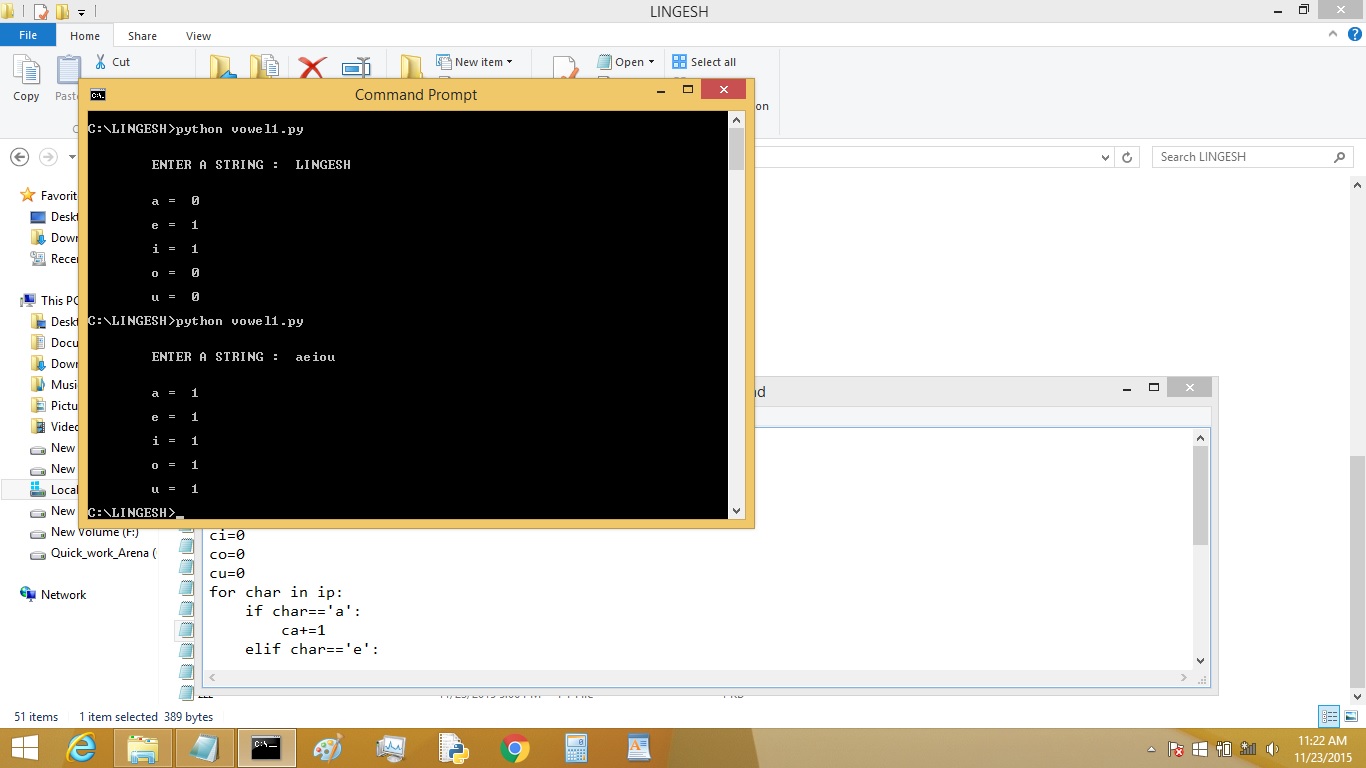 LINGESH
File Home Share View
Copy
Cut
New item
Open
Select all
Command Prompt
C:\LINGESH>python vowel1.py
ENTER A STRING : LINGESH
a = 0
e = 1
i = 1
o = 0
u = 0
C:\LINGESH>python vowel1.py
ENTER A STRING : aeiou
a = 1
e = 1
i = 1
o = 1
u = 1
C:\LINGESH>
Search LINGESH
Favorit
Deskt
Down
Recer
This PC
Deskt
Docu
Down
Musi
Pictu
Videc
New
New
Local
New
New Volume (F:)
Quick_work_Arena (
Network
ci=0
co=0
cu=0
for char in ip:
    if char=='a':
        ca+=1
    elif char=='e':
51 items 1 item selected 389 bytes
11:22 AM
11/23/2015